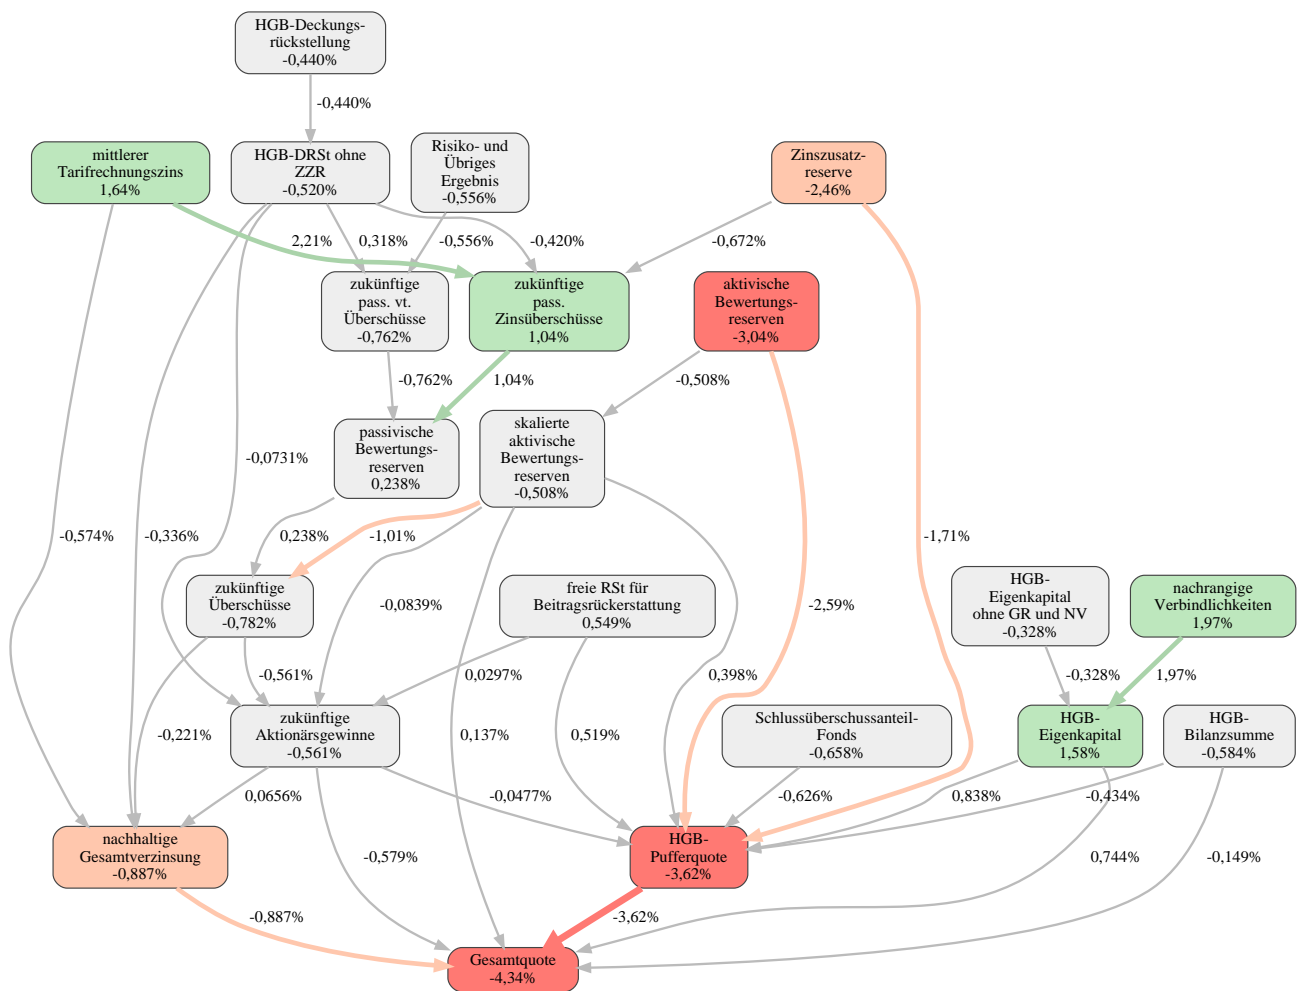 HGB-Deckungs-
rückstellung
-0,440%
-0,440%
mittlerer
Tarifrechnungszins
1,64%
HGB-DRSt ohne
ZZR
-0,520%
Risiko- und
Übriges
Ergebnis
-0,556%
Zinszusatz-
reserve
-2,46%
2,21%
0,318%
-0,556%
-0,420%
-0,672%
zukünftige
pass. vt.
Überschüsse
-0,762%
zukünftige
pass.
Zinsüberschüsse
1,04%
aktivische
Bewertungs-
reserven
-3,04%
-0,762%
1,04%
-0,508%
passivische
Bewertungs-
reserven
0,238%
skalierte
aktivische
Bewertungs-
reserven
-0,508%
-0,0731%
-0,574%
-0,336%
0,238%
-1,01%
-1,71%
zukünftige
Überschüsse
-0,782%
-0,0839%
freie RSt für
Beitragsrückerstattung
0,549%
-2,59%
HGB-
Eigenkapital
ohne GR und NV
-0,328%
nachrangige
Verbindlichkeiten
1,97%
-0,561%
0,0297%
0,398%
-0,328%
1,97%
zukünftige
Aktionärsgewinne
-0,561%
-0,221%
0,137%
0,519%
Schlussüberschussanteil-
Fonds
-0,658%
HGB-
Eigenkapital
1,58%
HGB-
Bilanzsumme
-0,584%
0,0656%
-0,0477%
-0,626%
0,838%
-0,434%
nachhaltige
Gesamtverzinsung
-0,887%
-0,579%
HGB-
Pufferquote
-3,62%
0,744%
-0,149%
-0,887%
-3,62%
Gesamtquote
-4,34%